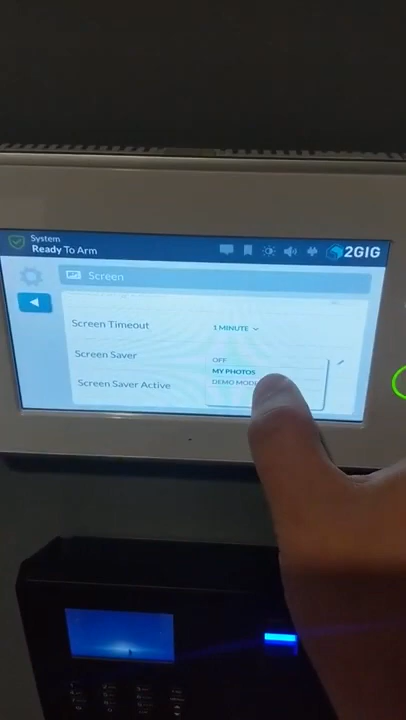 System
Ready To Arm
2GIG
Screen
Screen Timeout
1 MINUTE
Screen Saver
OFF
MY PHOTOS
DEMO MODE
Screen Saver Active